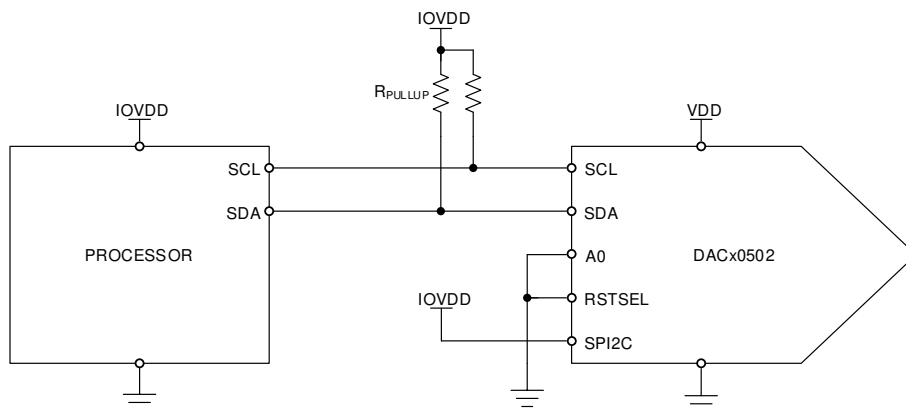 IOVDD
RPULLUP
IOVDD
VDD
SCL
SCL
SDA
SDA
PROCESSOR
A0
DACx0502
IOVDD
RSTSEL
SPI2C